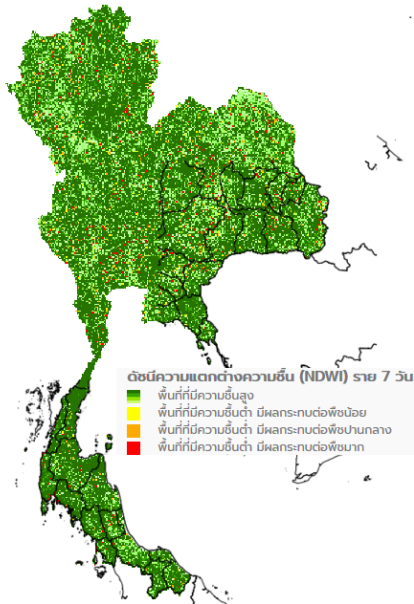 ดัชนีความแตกต่างความชื้น (NDWI) ราย 7 วัน
พื้นที่ที่มีความชื้นสูง
พื้นที่ที่มีความชื้นต่ำ มีผลกระทบต่อพืชน้อย
พื้นที่ที่มีความชื้นต่ำ มีผลกระทบต่อพืชปานกลาง
พื้นที่ที่มีความชื้นต่ำ มีผลกระทบต่อพืชมาก